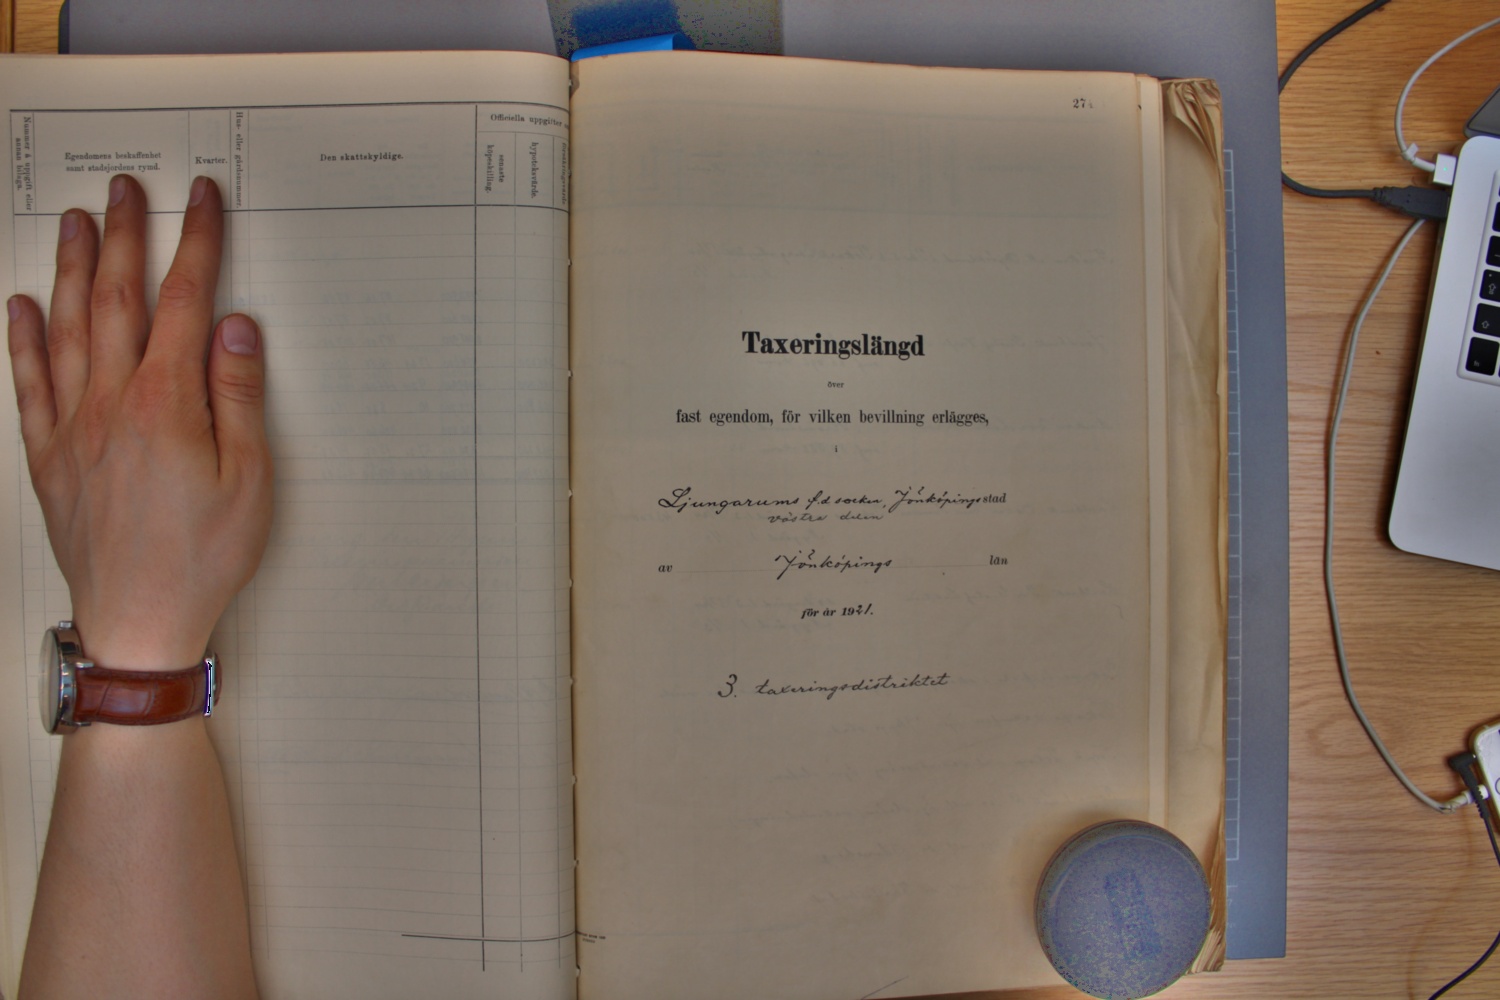 Nummer å uppgift eller annan bilaga.
Egendomens beskaffenhet
samt stadsjordens rymd.
Kvarter.
Hus- eller gårdsnummer.
Den skattskyldige.
Officiella uppgifter
senaste
köpeskilling.
hypoteksvärde.
27
Taxeringslängd
över
fast egendom, för vilken bevillning erlägges,
i
Ljungarums f.d socken, Jönköpings stad
västra delen
av Jönköpings län
för år 1921.
3. taxeringsdistriktet